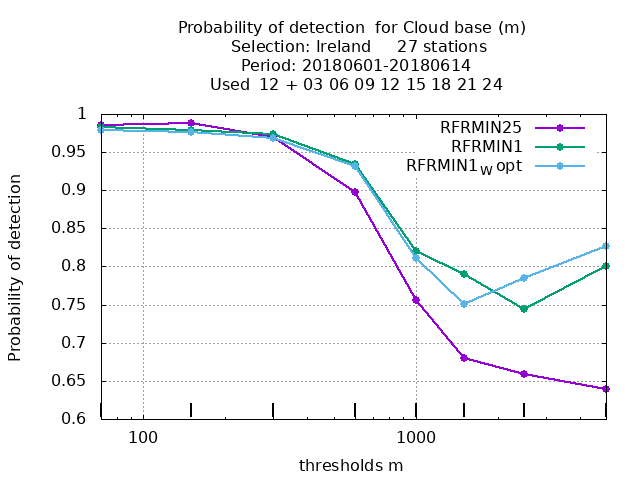 Probability of detection  for Cloud base (m)
Selection: Ireland     27 stations
Period: 20180601-20180614
Used  12 + 03 06 09 12 15 18 21 24
RFRMIN25
RFRMIN1
RFRMIN1W opt
Probability of detection
1
0.95
0.9
0.85
0.8
0.75
0.7
0.65
0.6
100
1000
thresholds m